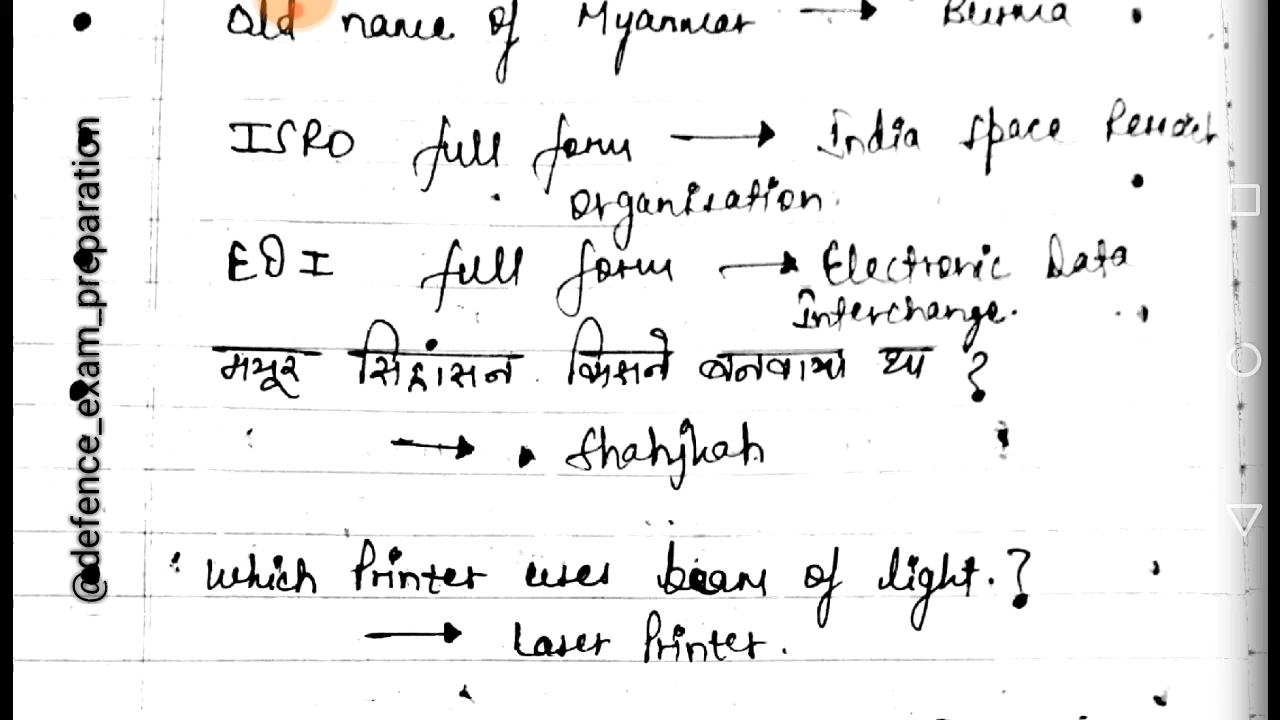 Old name of Myanmar → Burma
ISRO full form → India space
organisation.
EDI full form → Electronic Data
Interchange.
मयूर सिहांसन किसने बनवाया था ?
→ Shahjhah
which Printer uses beam of light. ?
→ Laser Printer.
@defence_exam_preparation